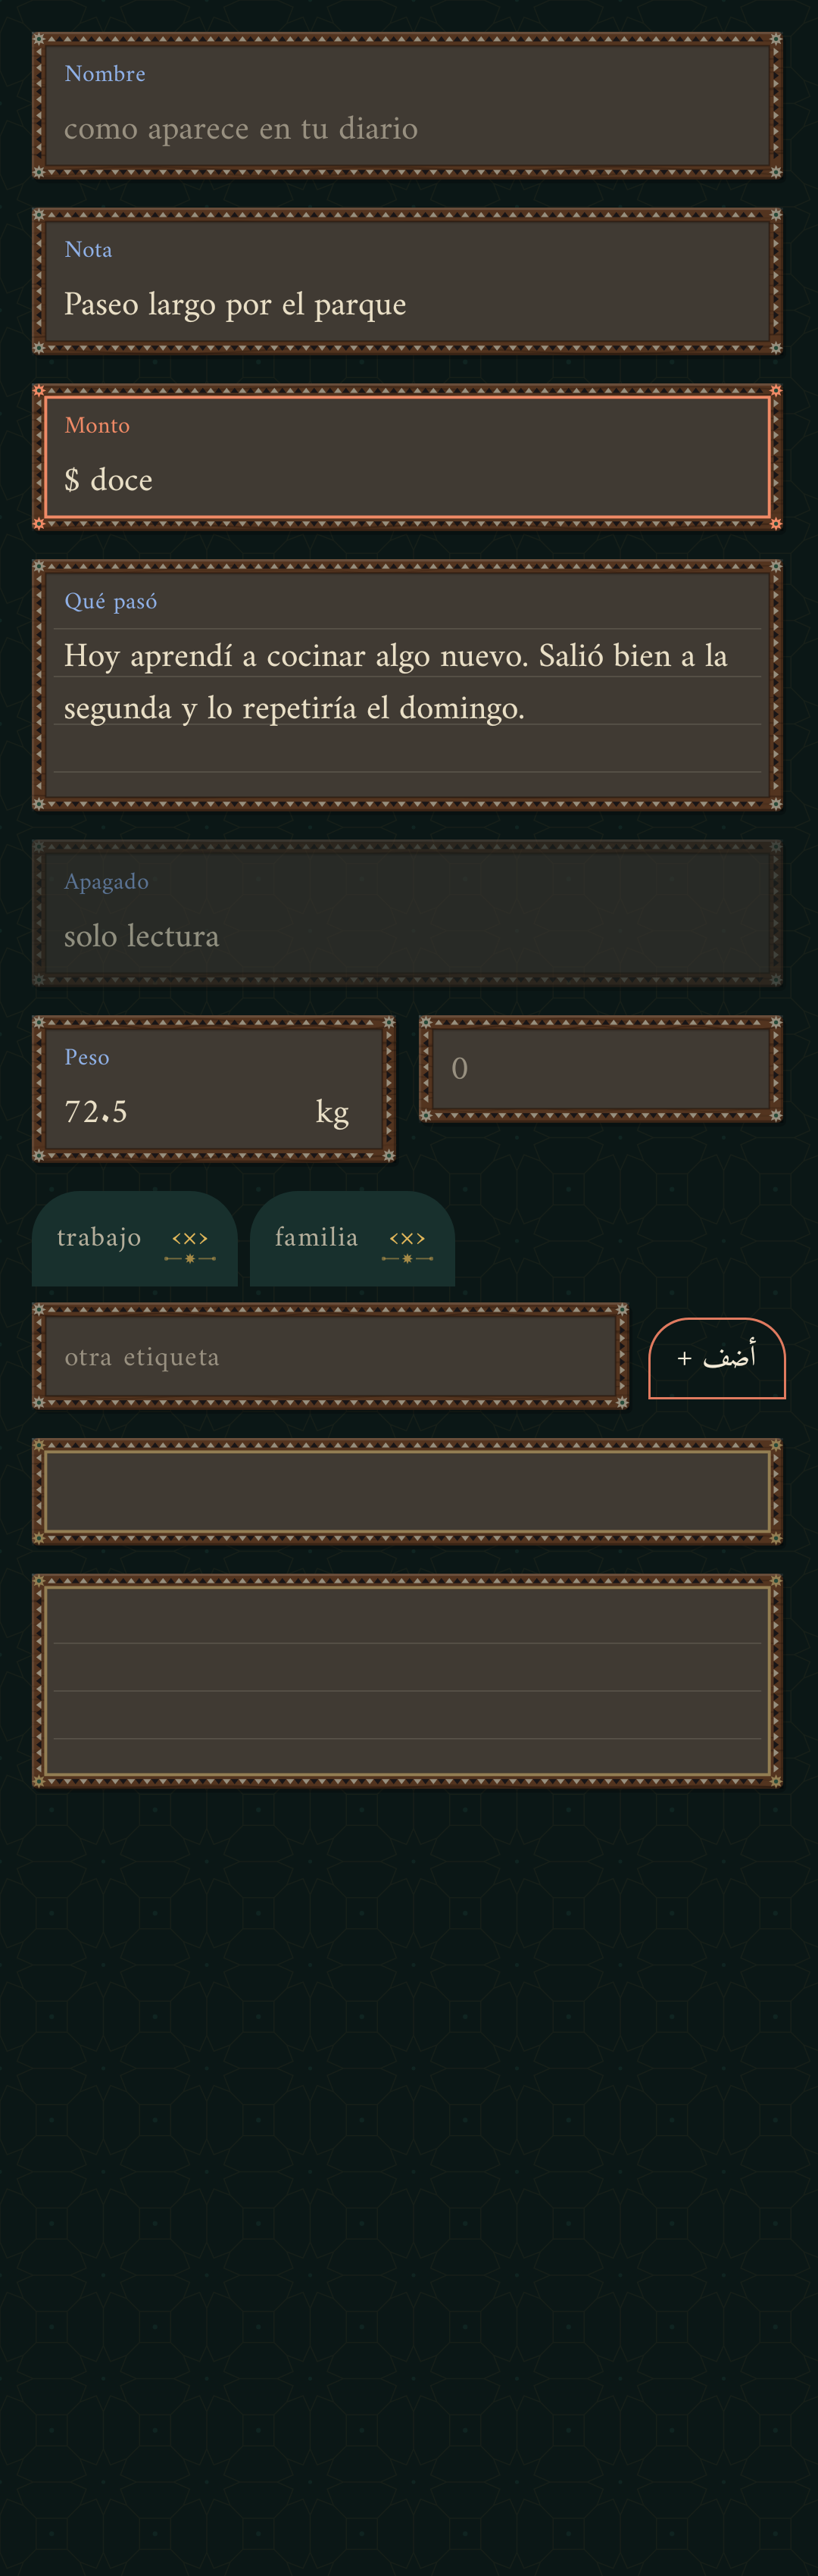 Nombre
como aparece en tu diario
Nota
Paseo largo por el parque
Monto
$ doce
Qué pasó
Hoy aprendí a cocinar algo nuevo. Salió bien a la
segunda y lo repetiría el domingo.
Apagado
solo lectura
Peso
72.5 kg
0
trabajo ‹×› familia ‹×›
otra etiqueta
أضف +